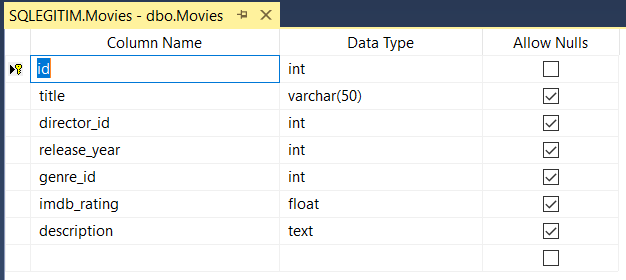 SQLEGITIM.Movies - dbo.Movies
Column Name Data Type Allow Nulls
id int
title varchar(50)
director_id int
release_year int
genre_id int
imdb_rating float
description text